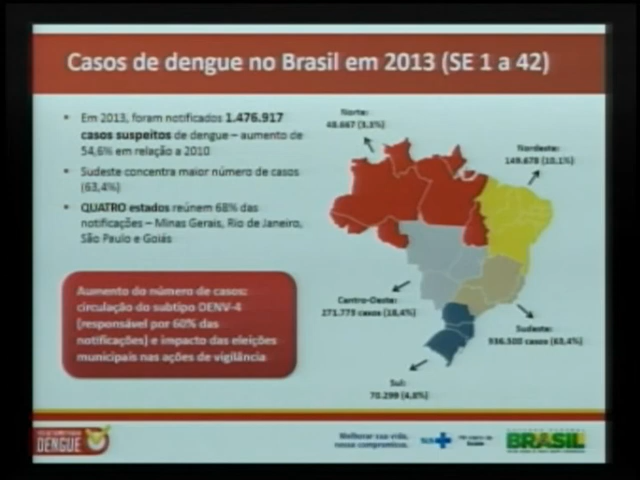 Casos de dengue no Brasil em 2013 (SE 1 a 42)
Em 2013, foram notificados 1.476.917
casos suspeitos de dengue – aumento de
54,6% em relação a 2010
Sudeste concentra maior número de casos
(63,4%)
QUATRO estados reúnem 68% das
notificações – Minas Gerais, Rio de Janeiro,
São Paulo e Goiás
Aumento do número de casos:
circulação do subtipo DENV-4
(responsável por 60% das
notificações) e impacto das eleições
municipais nas ações de vigilância
Norte:
48.667 (3,3%)
Nordeste:
149.678 (10,1%)
Centro-Oeste:
271.773 casos (18,4%)
Sudeste:
936.500 casos (63,4%)
Sul:
70.299 (4,8%)
DENGUE
Melhorar sua vida,
nosso compromisso.
SUS
BRASIL